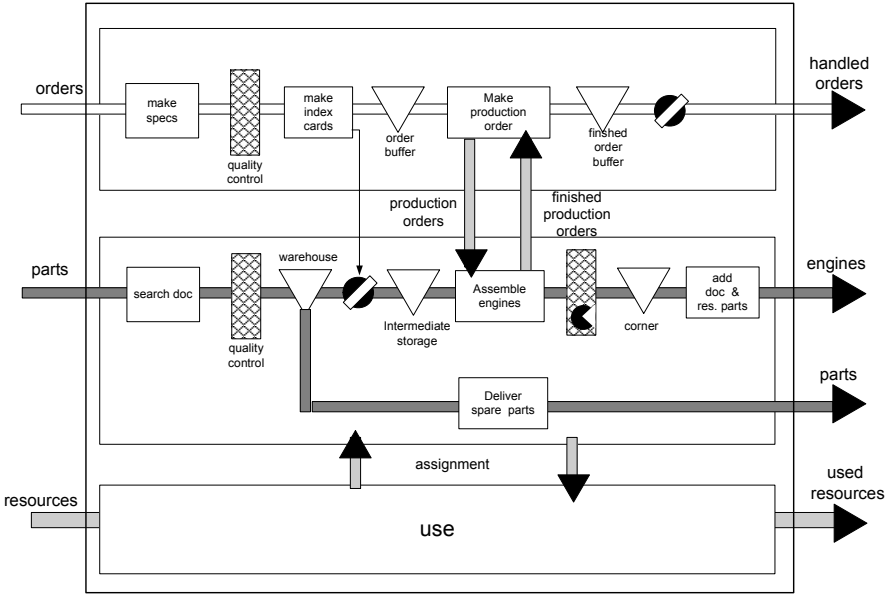 orders
make
specs
quality
control
make
index
cards
order
buffer
Make
production
order
finished
order
buffer
handled
orders
production
orders
finished
production
orders
parts
search doc
quality
control
warehouse
Intermediate
storage
Assemble
engines
corner
add
doc &
res. parts
engines
Deliver
spare parts
parts
assignment
resources
use
used
resources